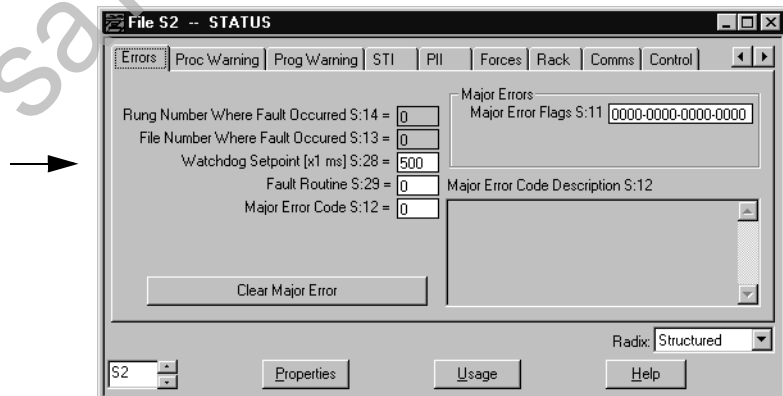 File S2 -- STATUS
Errors Proc Warning Prog Warning STI PII Forces Rack Comms Control
Rung Number Where Fault Occurred S:14 = 0
File Number Where Fault Occured S:13 = 0
Watchdog Setpoint [x1 ms] S:28 = 500
Fault Routine S:29 = 0
Major Error Code S:12 = 0
Clear Major Error
Major Errors
Major Error Flags S:11 0000-0000-0000-0000
Major Error Code Description S:12
Radix: Structured
S2 Properties Usage Help